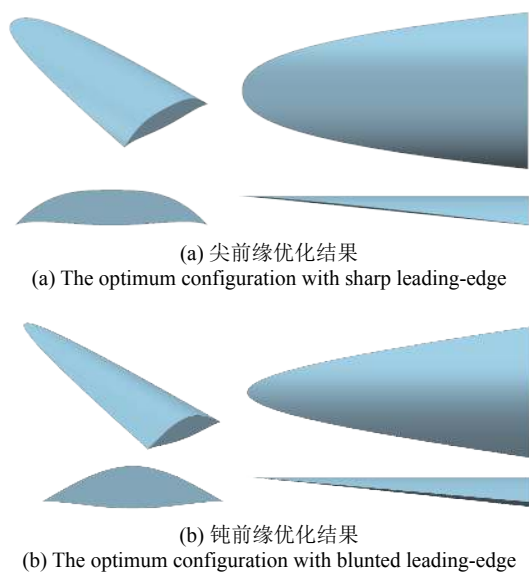 (a) 尖前缘优化结果
(a) The optimum configuration with sharp leading-edge
(b) 钝前缘优化结果
(b) The optimum configuration with blunted leading-edge